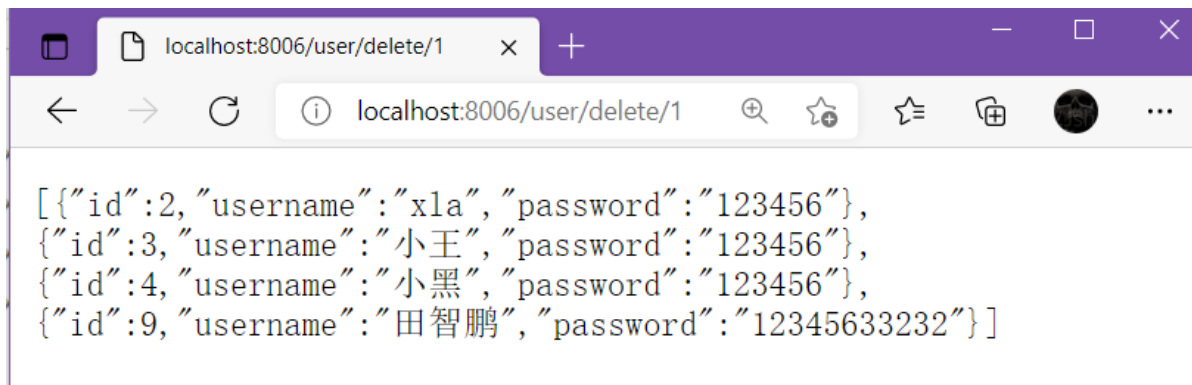 localhost:8006/user/delete/1
localhost:8006/user/delete/1
[{"id":2,"username":"xla","password":"123456"},
{"id":3,"username":"小王","password":"123456"},
{"id":4,"username":"小黑","password":"123456"},
{"id":9,"username":"田智鹏","password":"12345633232"}]